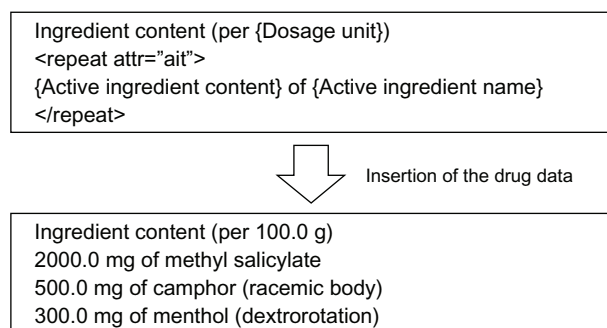 Ingredient content (per {Dosage unit})
<repeat attr=”ait”>
{Active ingredient content} of {Active ingredient name}
</repeat>
Insertion of the drug data
Ingredient content (per 100.0 g)
2000.0 mg of methyl salicylate
500.0 mg of camphor (racemic body)
300.0 mg of menthol (dextrorotation)